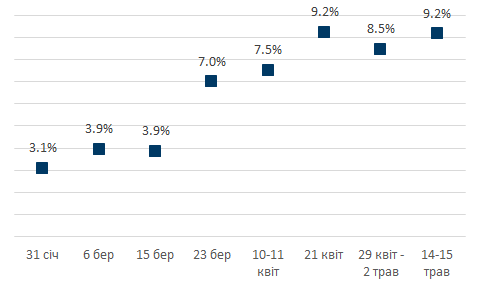 9.2%
8.5%
9.2%
7.0%
7.5%
3.1%
3.9%
3.9%
31 січ
6 бер
15 бер
23 бер
10-11
квіт
21 квіт
29 квіт -
2 трав
14-15
трав